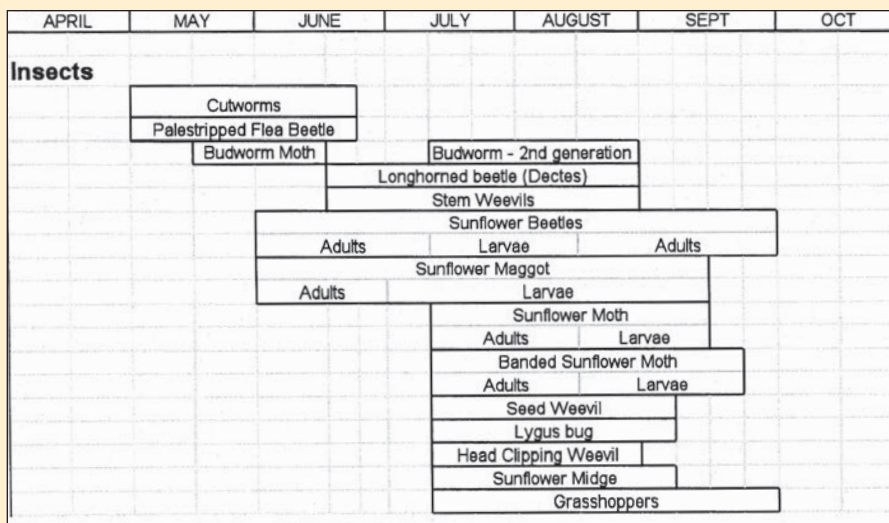 APRIL MAY JUNE JULY AUGUST SEPT OCT
Insects
Cutworms
Palestripped Flea Beetle
Budworm Moth Budworm - 2nd generation
Longhorned beetle (Dectes)
Stem Weevils
Sunflower Beetles
Adults Larvae Adults
Sunflower Maggot
Adults Larvae
Sunflower Moth
Adults Larvae
Banded Sunflower Moth
Adults Larvae
Seed Weevil
Lygus bug
Head Clipping Weevil
Sunflower Midge
Grasshoppers